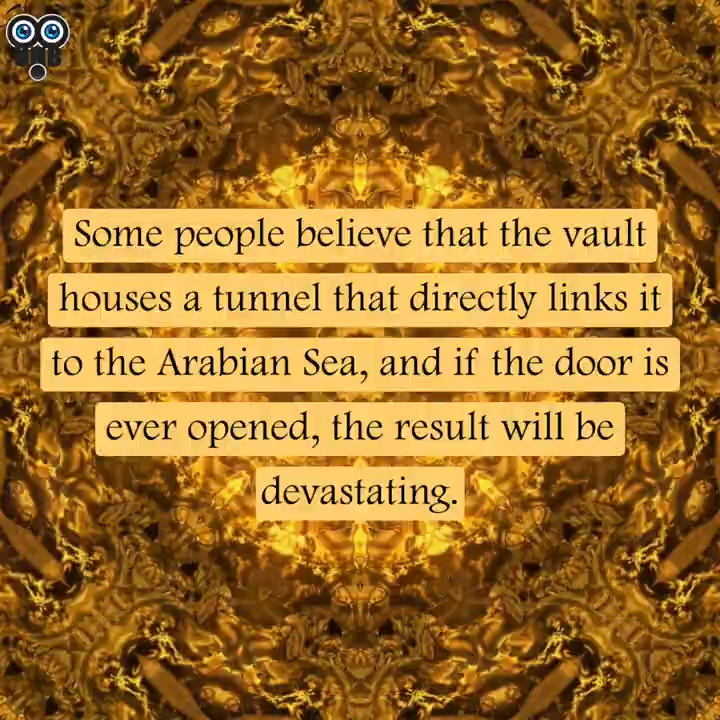 Some people believe that the vault
houses a tunnel that directly links it
to the Arabian Sea, and if the door is
ever opened, the result will be
devastating.